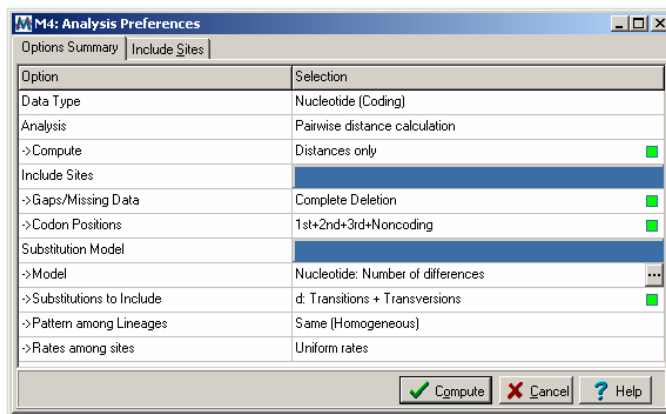 M4: Analysis Preferences
Options Summary Include Sites
Option Selection
Data Type Nucleotide (Coding)
Analysis Pairwise distance calculation
->Compute Distances only
Include Sites
->Gaps/Missing Data Complete Deletion
->Codon Positions 1st+2nd+3rd+Noncoding
Substitution Model
->Model Nucleotide: Number of differences ...
->Substitutions to Include d: Transitions + Transversions
->Pattern among Lineages Same (Homogeneous)
->Rates among sites Uniform rates
Compute Cancel ? Help